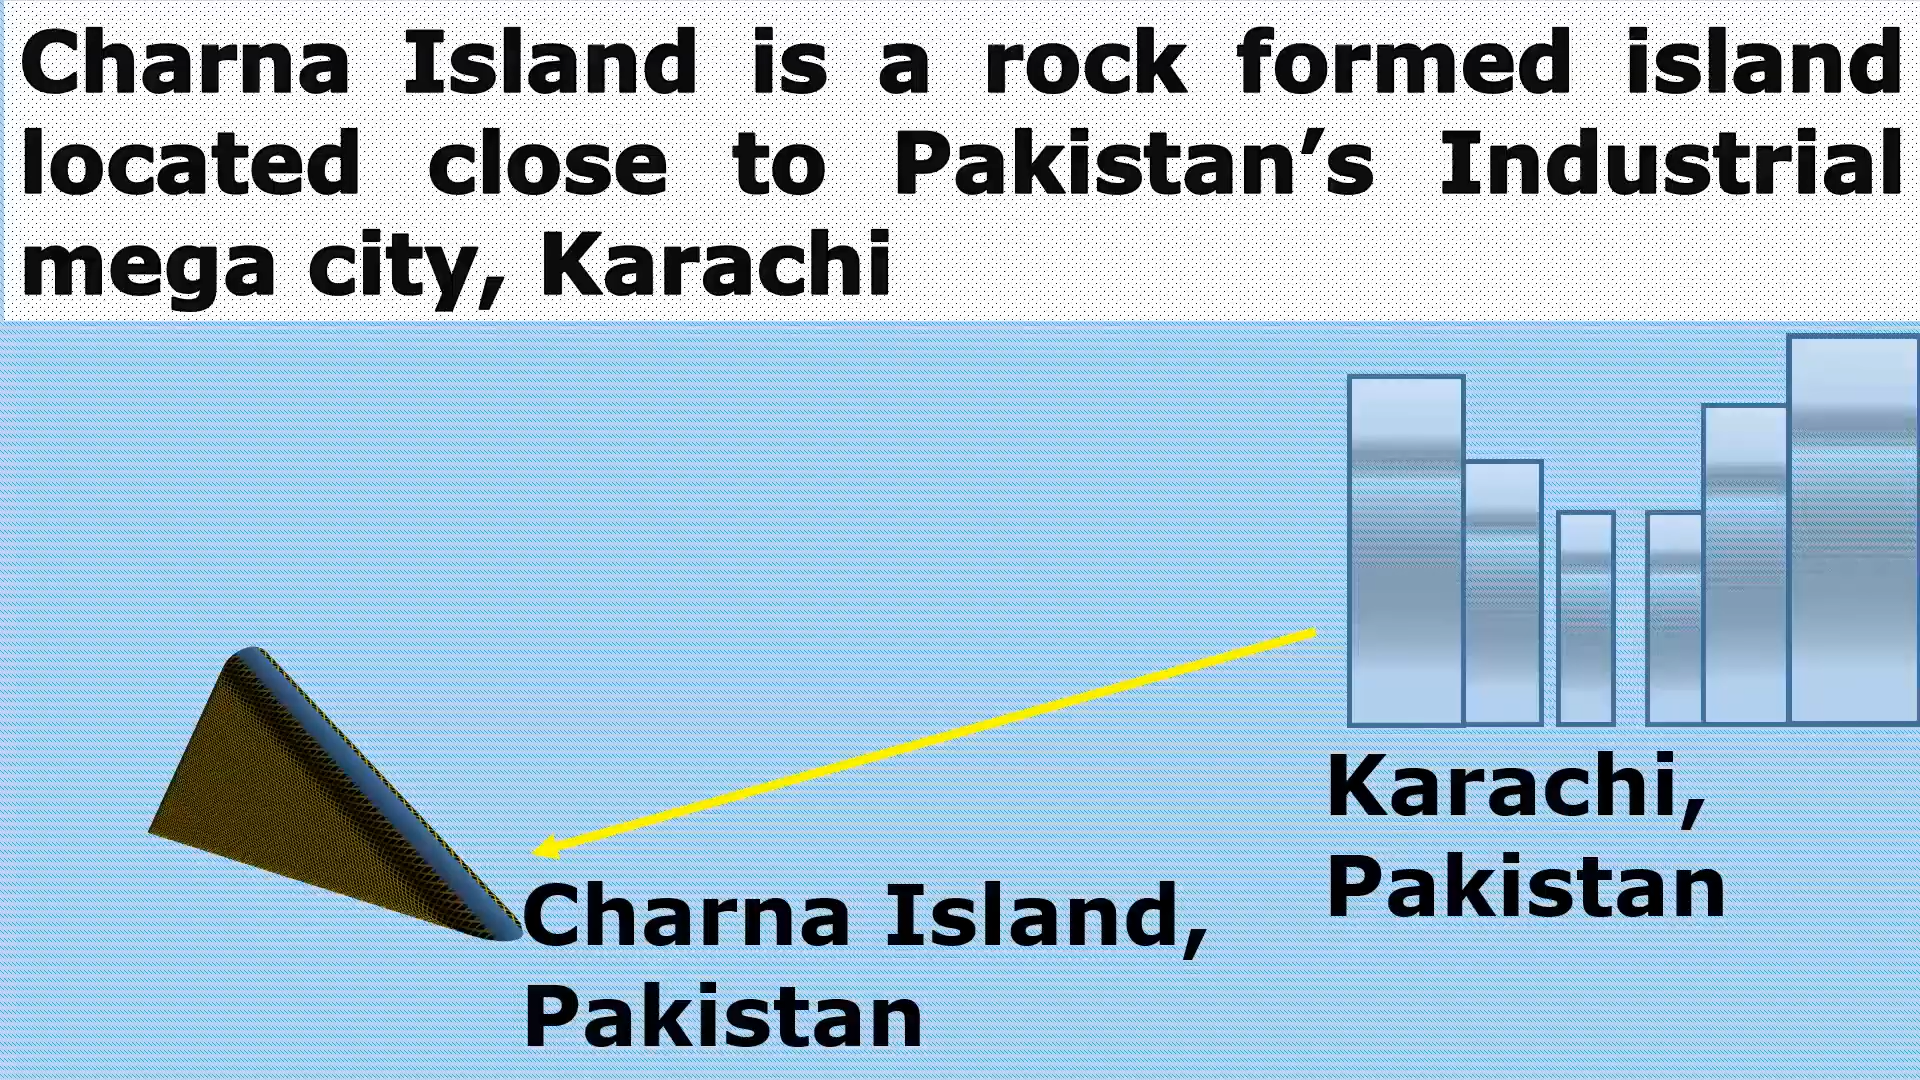 Charna Island is a rock formed island
located close to Pakistan’s Industrial
mega city, Karachi
Karachi,
Pakistan
Charna Island,
Pakistan